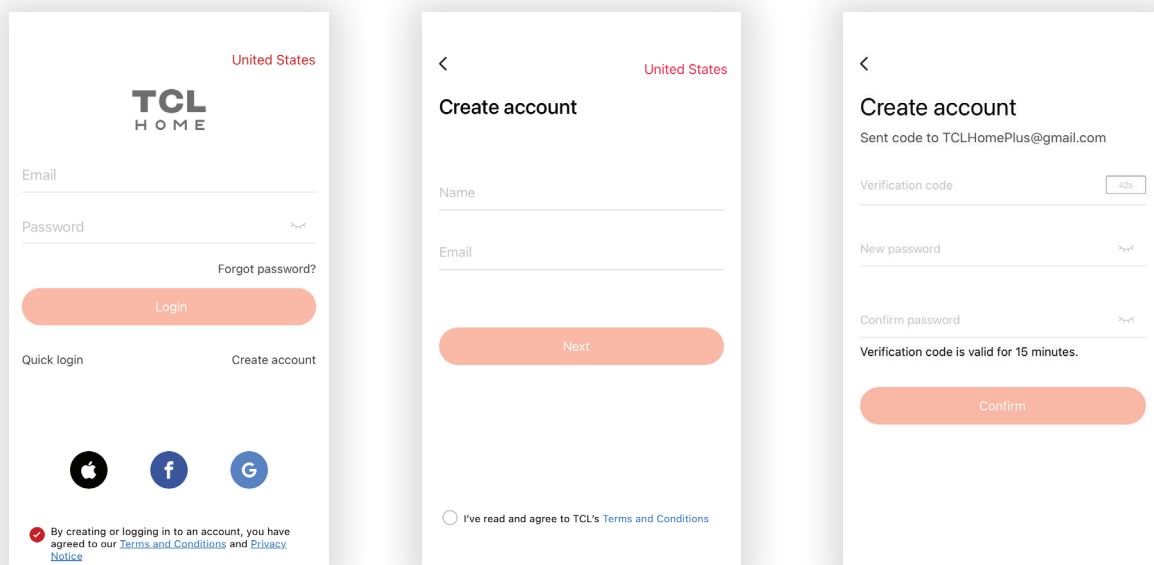 United States
TCL
HOME
Email
Password
Forgot password?
Login
Quick login
Create account
f
G
By creating or logging in to an account, you have
agreed to our Terms and Conditions and Privacy
Notice
United States
Create account
Name
Email
Next
I've read and agree to TCL's Terms and Conditions
Create account
Sent code to TCLHomePlus@gmail.com
Verification code
42s
New password
Confirm password
Verification code is valid for 15 minutes.
Confirm